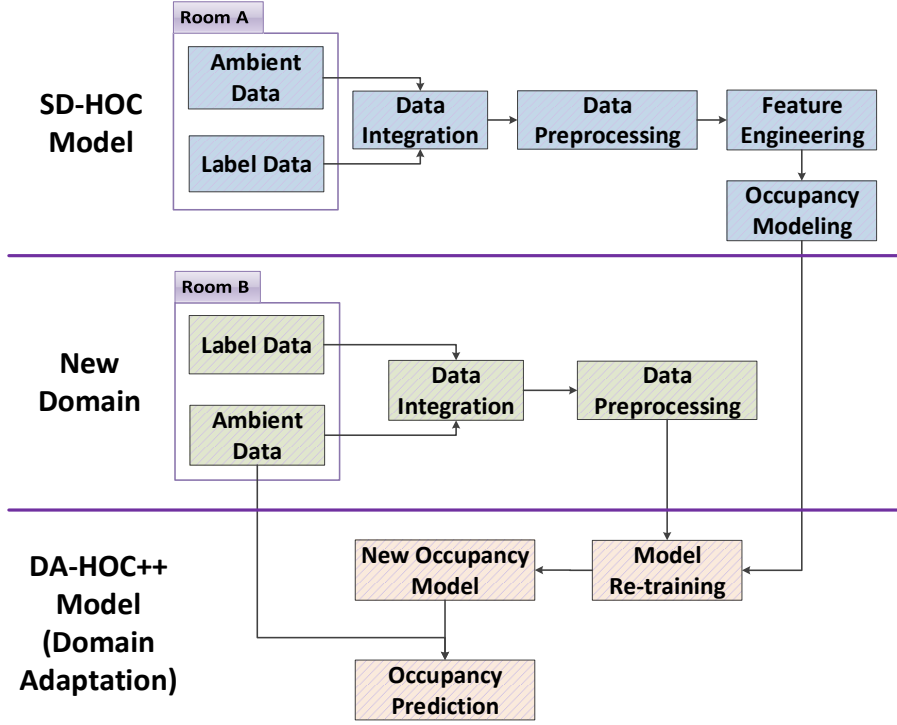 Room A
Ambient
Data
Label Data
SD-HOC
Model
Data
Integration
Data
Preprocessing
Feature
Engineering
Occupancy
Modeling
Room B
Label Data
Ambient
Data
New
Domain
Data
Integration
Data
Preprocessing
DA-HOC++
Model
(Domain
Adaptation)
New Occupancy
Model
Model
Re-training
Occupancy
Prediction